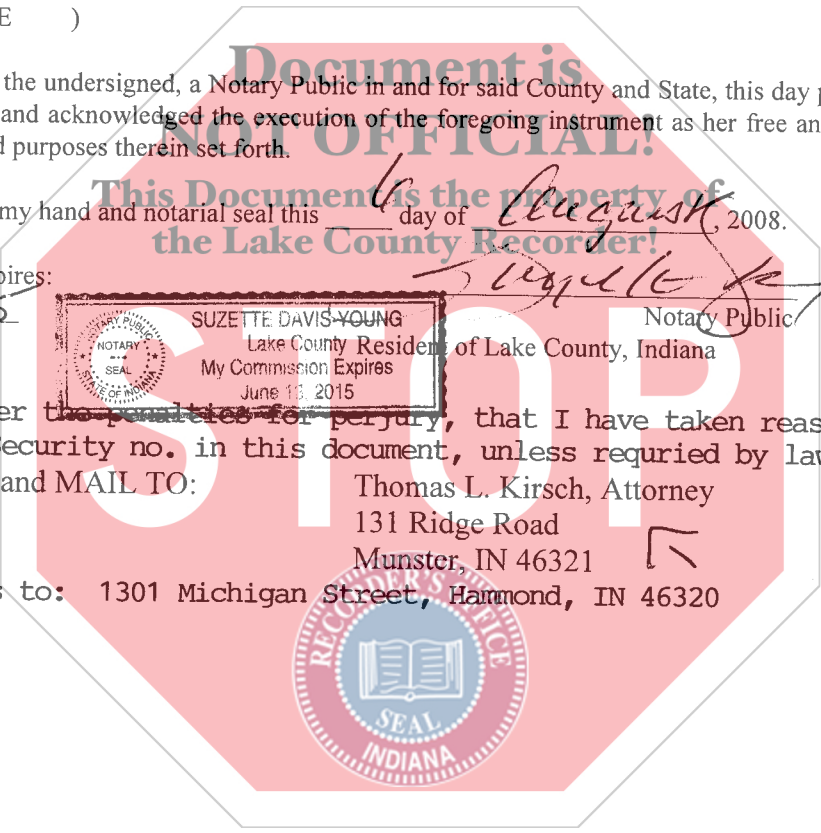 E )
Document is
the undersigned, a Notary Public in and for said County and State, this day p
and acknowledged the execution of the foregoing instrument as her free an
NOT OFFICIAL!
d purposes therein set forth.
This Document is the property of
my hand and notarial seal this 6 day of August, 2008.
the Lake County Recorder!
pires:
SUZETTE DAVIS-YOUNG
Notary Public
Lake County
Resident of Lake County, Indiana
My Commission Expires
June 13, 2015
NOTARY PUBLIC
NOTARY
SEAL
STATE OF INDIANA
STOP
er the penalties for perjury, that I have taken reas
Security no. in this document, unless requried by law
and MAIL TO: Thomas L. Kirsch, Attorney
131 Ridge Road
Munster, IN 46321
s to: 1301 Michigan Street, Hammond, IN 46320
RECORDER'S OFFICE
SEAL
INDIANA